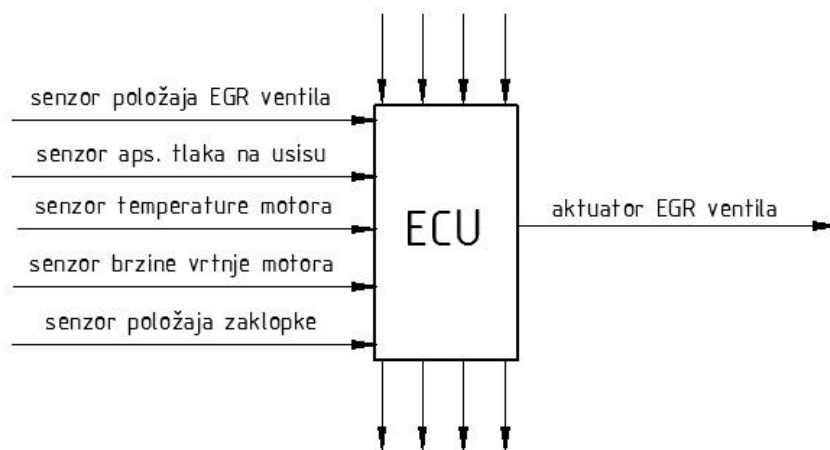 senzor položaja EGR ventila
senzor aps. tlaka na usisu
senzor temperature motora
senzor brzine vrtnje motora
senzor položaja zaklopke
ECU
aktuator EGR ventila